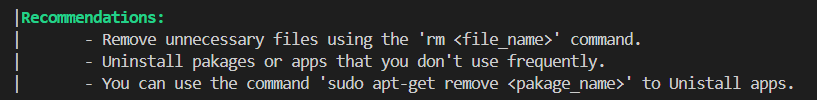 |Recommendations:
|       - Remove unnecessary files using the 'rm <file_name>' command.
|       - Uninstall pakages or apps that you don't use frequently.
|       - You can use the command 'sudo apt-get remove <pakage_name>' to Unistall apps.